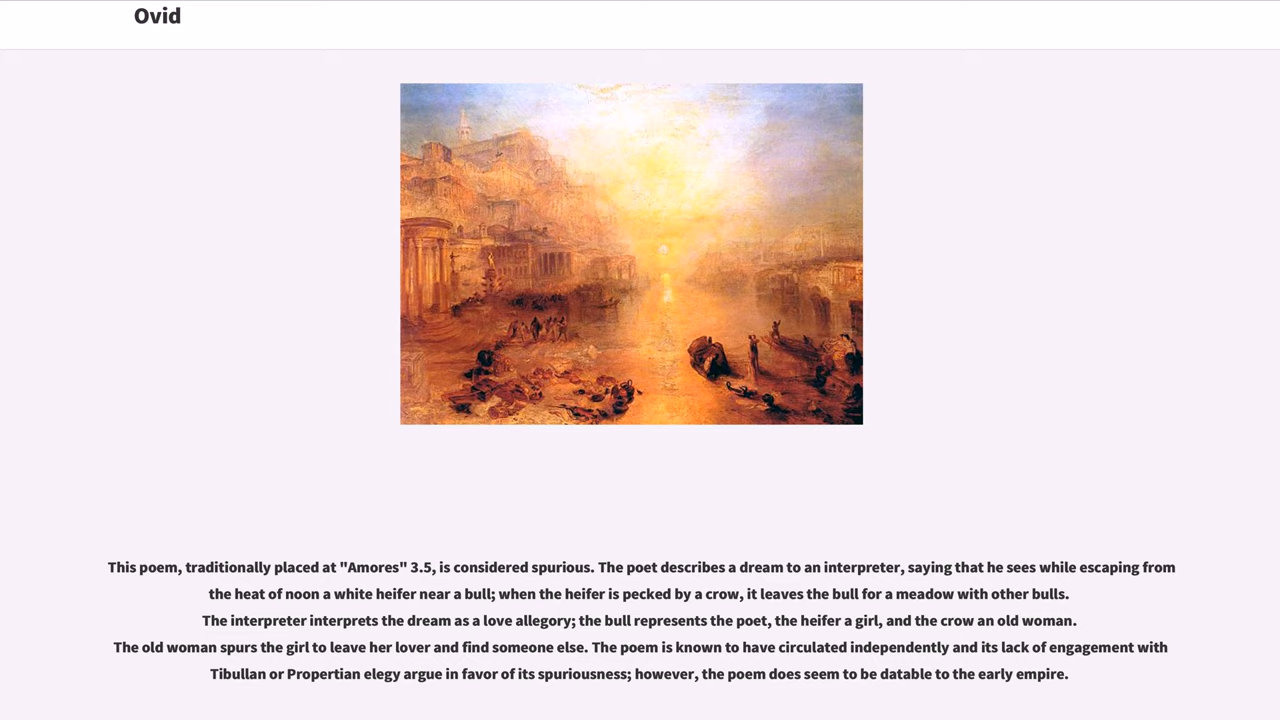 Ovid
This poem, traditionally placed at "Amores" 3.5, is considered spurious. The poet describes a dream to an interpreter, saying that he sees while escaping from
the heat of noon a white heifer near a bull; when the heifer is pecked by a crow, it leaves the bull for a meadow with other bulls.
The interpreter interprets the dream as a love allegory; the bull represents the poet, the heifer a girl, and the crow an old woman.
The old woman spurs the girl to leave her lover and find someone else. The poem is known to have circulated independently and its lack of engagement with
Tibullan or Propertian elegy argue in favor of its spuriousness; however, the poem does seem to be datable to the early empire.